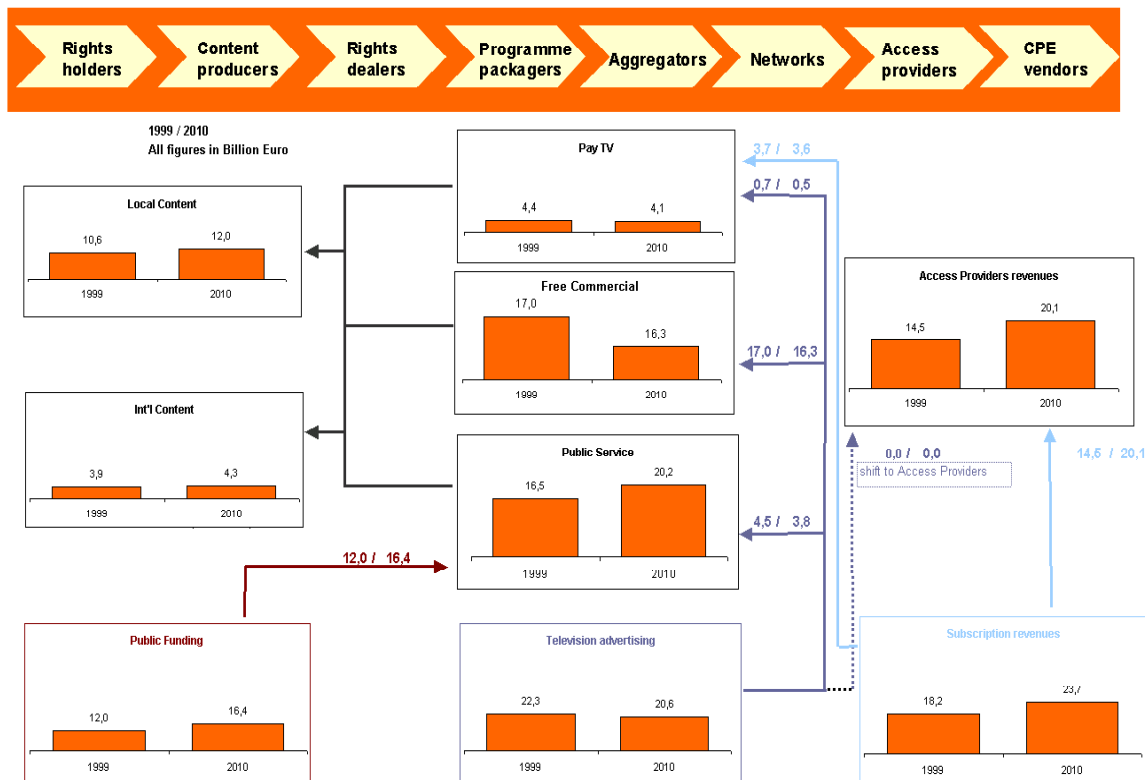 Rights holders
Content producers
Rights dealers
Programme packagers
Aggregators
Networks
Access providers
CPE vendors
1999 / 2010
All figures in Billion Euro
Local Content
10,6
12,0
1999
2010
Int'l Content
3,9
4,3
1999
2010
Pay TV
4,4
4,1
1999
2010
Free Commercial
17,0
16,3
1999
2010
Public Service
16,5
20,2
1999
2010
3,7 / 3,6
0,7 / 0,5
17,0 / 16,3
4,5 / 3,8
12,0 / 16,4
Access Providers revenues
14,5
20,1
1999
2010
0,0 / 0,0
shift to Access Providers
14,5 / 20,1
Public Funding
12,0
16,4
1999
2010
Television advertising
22,3
20,6
1999
2010
Subscription revenues
18,2
23,7
1999
2010